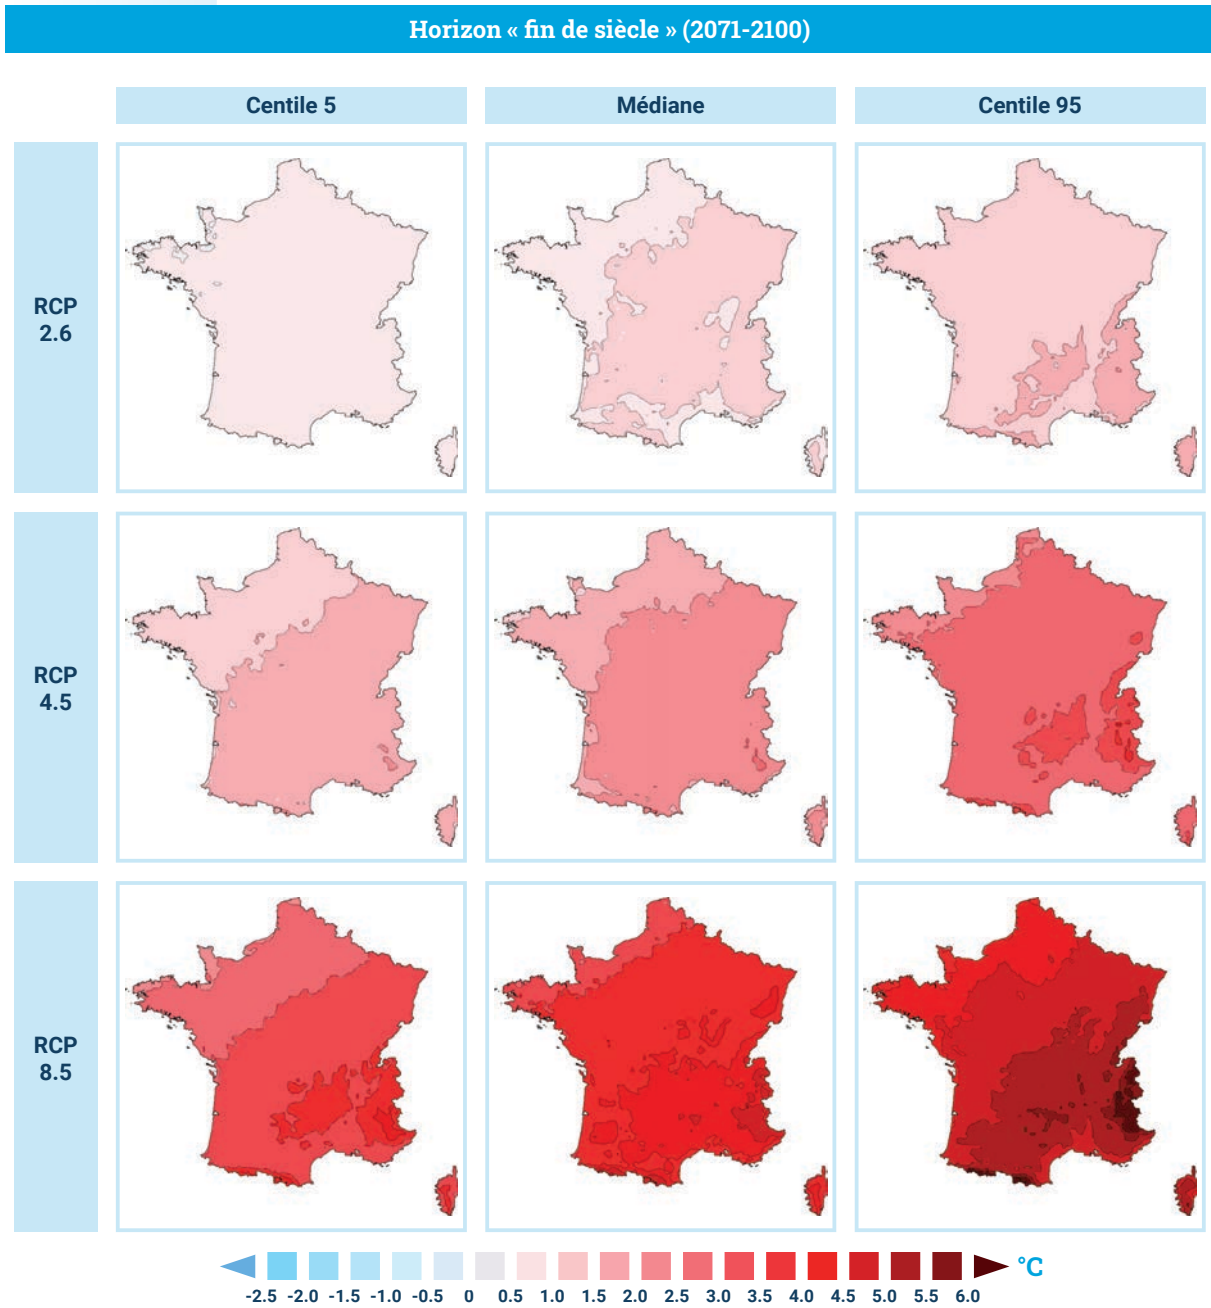 Horizon « fin de siècle » (2071-2100)
Centile 5
Médiane
Centile 95
RCP
2.6
RCP
4.5
RCP
8.5
°C
-2.5 -2.0 -1.5 -1.0 -0.5 0 0.5 1.0 1.5 2.0 2.5 3.0 3.5 4.0 4.5 5.0 5.5 6.0